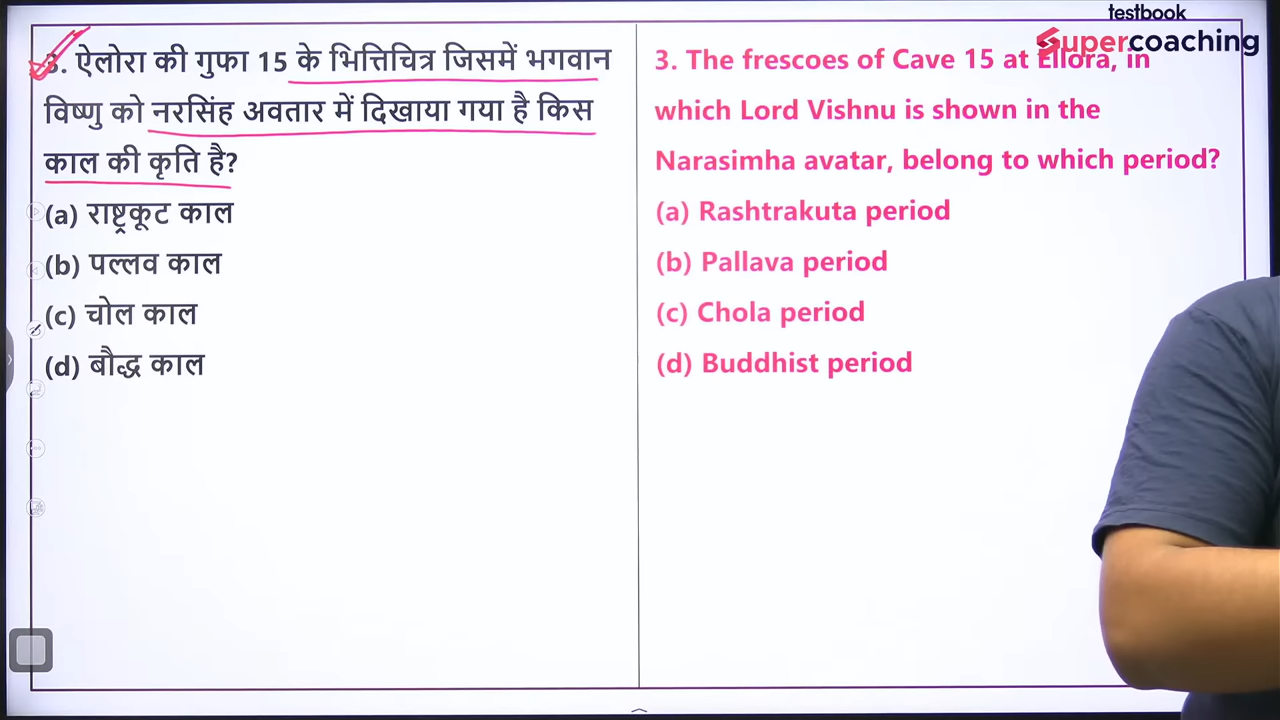 testbook
Supercoaching
3. ऐलोरा की गुफा 15 के भित्तिचित्र जिसमें भगवान
विष्णु को नरसिंह अवतार में दिखाया गया है किस
काल की कृति है?
(a) राष्ट्रकूट काल
(b) पल्लव काल
(c) चोल काल
(d) बौद्ध काल
3. The frescoes of Cave 15 at Ellora, in
which Lord Vishnu is shown in the
Narasimha avatar, belong to which period?
(a) Rashtrakuta period
(b) Pallava period
(c) Chola period
(d) Buddhist period